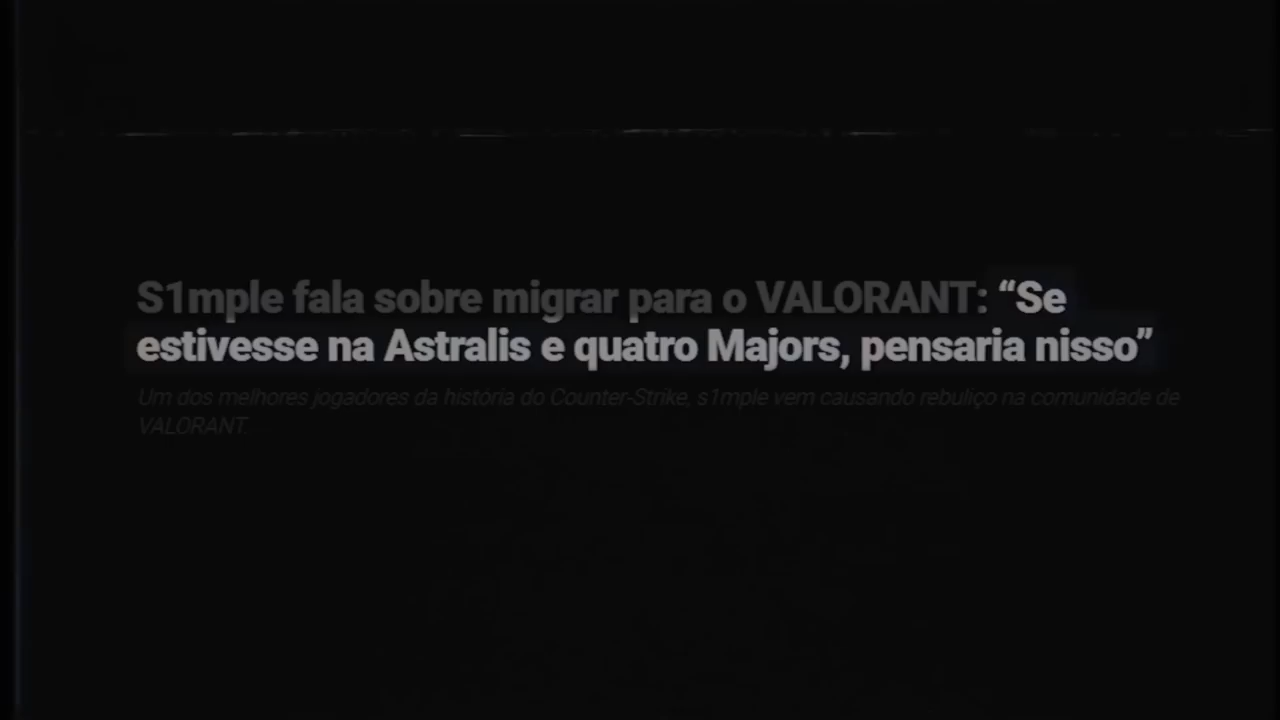 S1mple fala sobre migrar para o VALORANT: “Se
estivesse na Astralis e quatro Majors, pensaria nisso”
Um dos melhores jogadores da história do Counter-Strike, s1mple vem causando rebuliço na comunidade de
VALORANT.